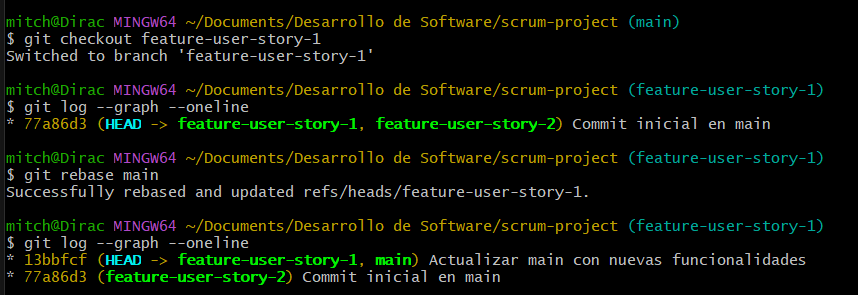 mitch@Dirac MINGW64 ~/Documents/Desarrollo de Software/scrum-project (main)
$ git checkout feature-user-story-1
Switched to branch 'feature-user-story-1'
mitch@Dirac MINGW64 ~/Documents/Desarrollo de Software/scrum-project (feature-user-story-1)
$ git log --graph --oneline
* 77a86d3 (HEAD -> feature-user-story-1, feature-user-story-2) Commit inicial en main
mitch@Dirac MINGW64 ~/Documents/Desarrollo de Software/scrum-project (feature-user-story-1)
$ git rebase main
Successfully rebased and updated refs/heads/feature-user-story-1.
mitch@Dirac MINGW64 ~/Documents/Desarrollo de Software/scrum-project (feature-user-story-1)
$ git log --graph --oneline
* 13bbfcf (HEAD -> feature-user-story-1, main) Actualizar main con nuevas funcionalidades
* 77a86d3 (feature-user-story-2) Commit inicial en main